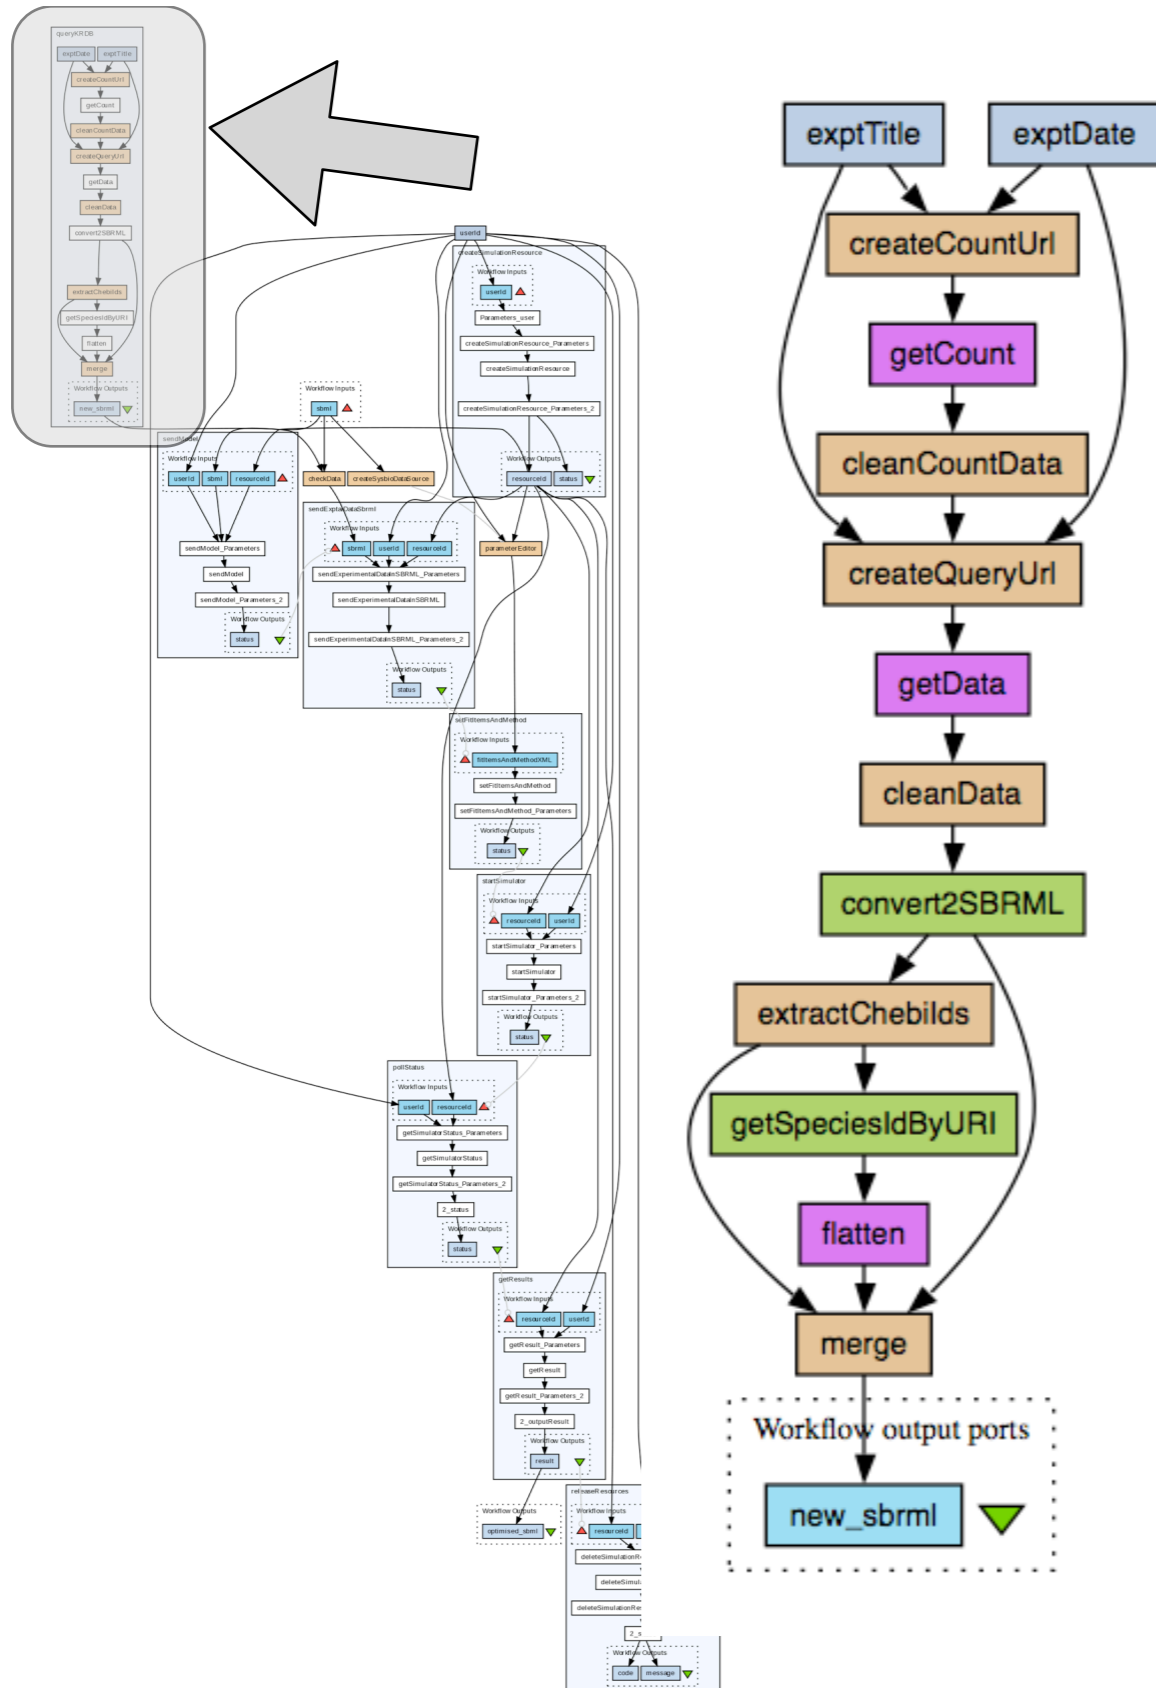 queryKRDB
exptDate exptTitle
createCountUrl
getCount
cleanCountData
createQueryUrl
getData
cleanData
convert2SBRML
extractChebiIds
getSpeciesIdByURI
flatten
merge
Workflow Outputs
new_sbrml
userId
createSimulationResource
Workflow Inputs
userId
Parameters_user
createSimulationResource_Parameters
createSimulationResource
createSimulationResource_Parameters_2
Workflow Outputs
resourceId status
Workflow Inputs
sbml
checkData createSysbioDataSource
sendModel
Workflow Inputs
userId sbml resourceId
sendModel_Parameters
sendModel
sendModel_Parameters_2
Workflow Outputs
status
sendExptalDataSbrml
Workflow Inputs
sbrml userId resourceId
sendExperimentalDataInSBRML_Parameters
sendExperimentalDataInSBRML
sendExperimentalDataInSBRML_Parameters_2
Workflow Outputs
status
parameterEditor
setFitItemsAndMethod
Workflow Inputs
fitItemsAndMethodXML
setFitItemsAndMethod
setFitItemsAndMethod_Parameters
Workflow Outputs
status
startSimulator
Workflow Inputs
resourceId userId
startSimulator_Parameters
startSimulator
startSimulator_Parameters_2
Workflow Outputs
status
pollStatus
Workflow Inputs
userId resourceId
getSimulatorStatus_Parameters
getSimulatorStatus
getSimulatorStatus_Parameters_2
2_status
Workflow Outputs
status
getResults
Workflow Inputs
resourceId userId
getResult_Parameters
getResult
getResult_Parameters_2
2_outputResult
Workflow Outputs
result
Workflow Outputs
optimised_sbml
releaseResources
Workflow Inputs
resourceId
deleteSimulationR
deleteSimula
deleteSimulationRe
2_s
Workflow Outputs
code message
exptTitle exptDate
createCountUrl
getCount
cleanCountData
createQueryUrl
getData
cleanData
convert2SBRML
extractChebiIds
getSpeciesIdByURI
flatten
merge
Workflow output ports
new_sbrml